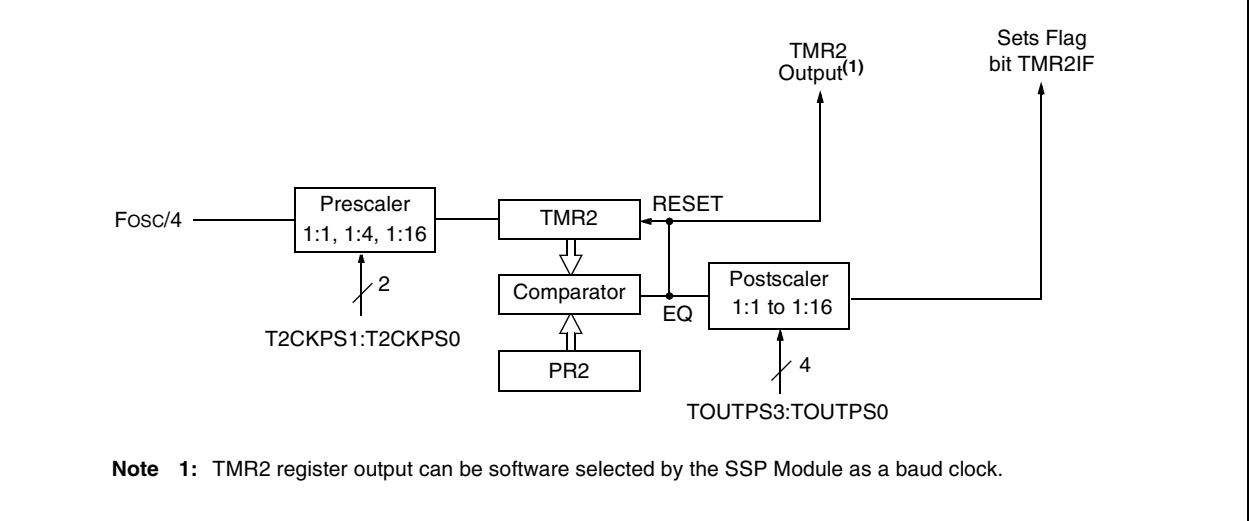 TMR2
Output(1)
Sets Flag
bit TMR2IF
FOSC/4
Prescaler
1:1, 1:4, 1:16
2
T2CKPS1:T2CKPS0
TMR2
RESET
Comparator
EQ
PR2
Postscaler
1:1 to 1:16
4
TOUTPS3:TOUTPS0
Note 1: TMR2 register output can be software selected by the SSP Module as a baud clock.